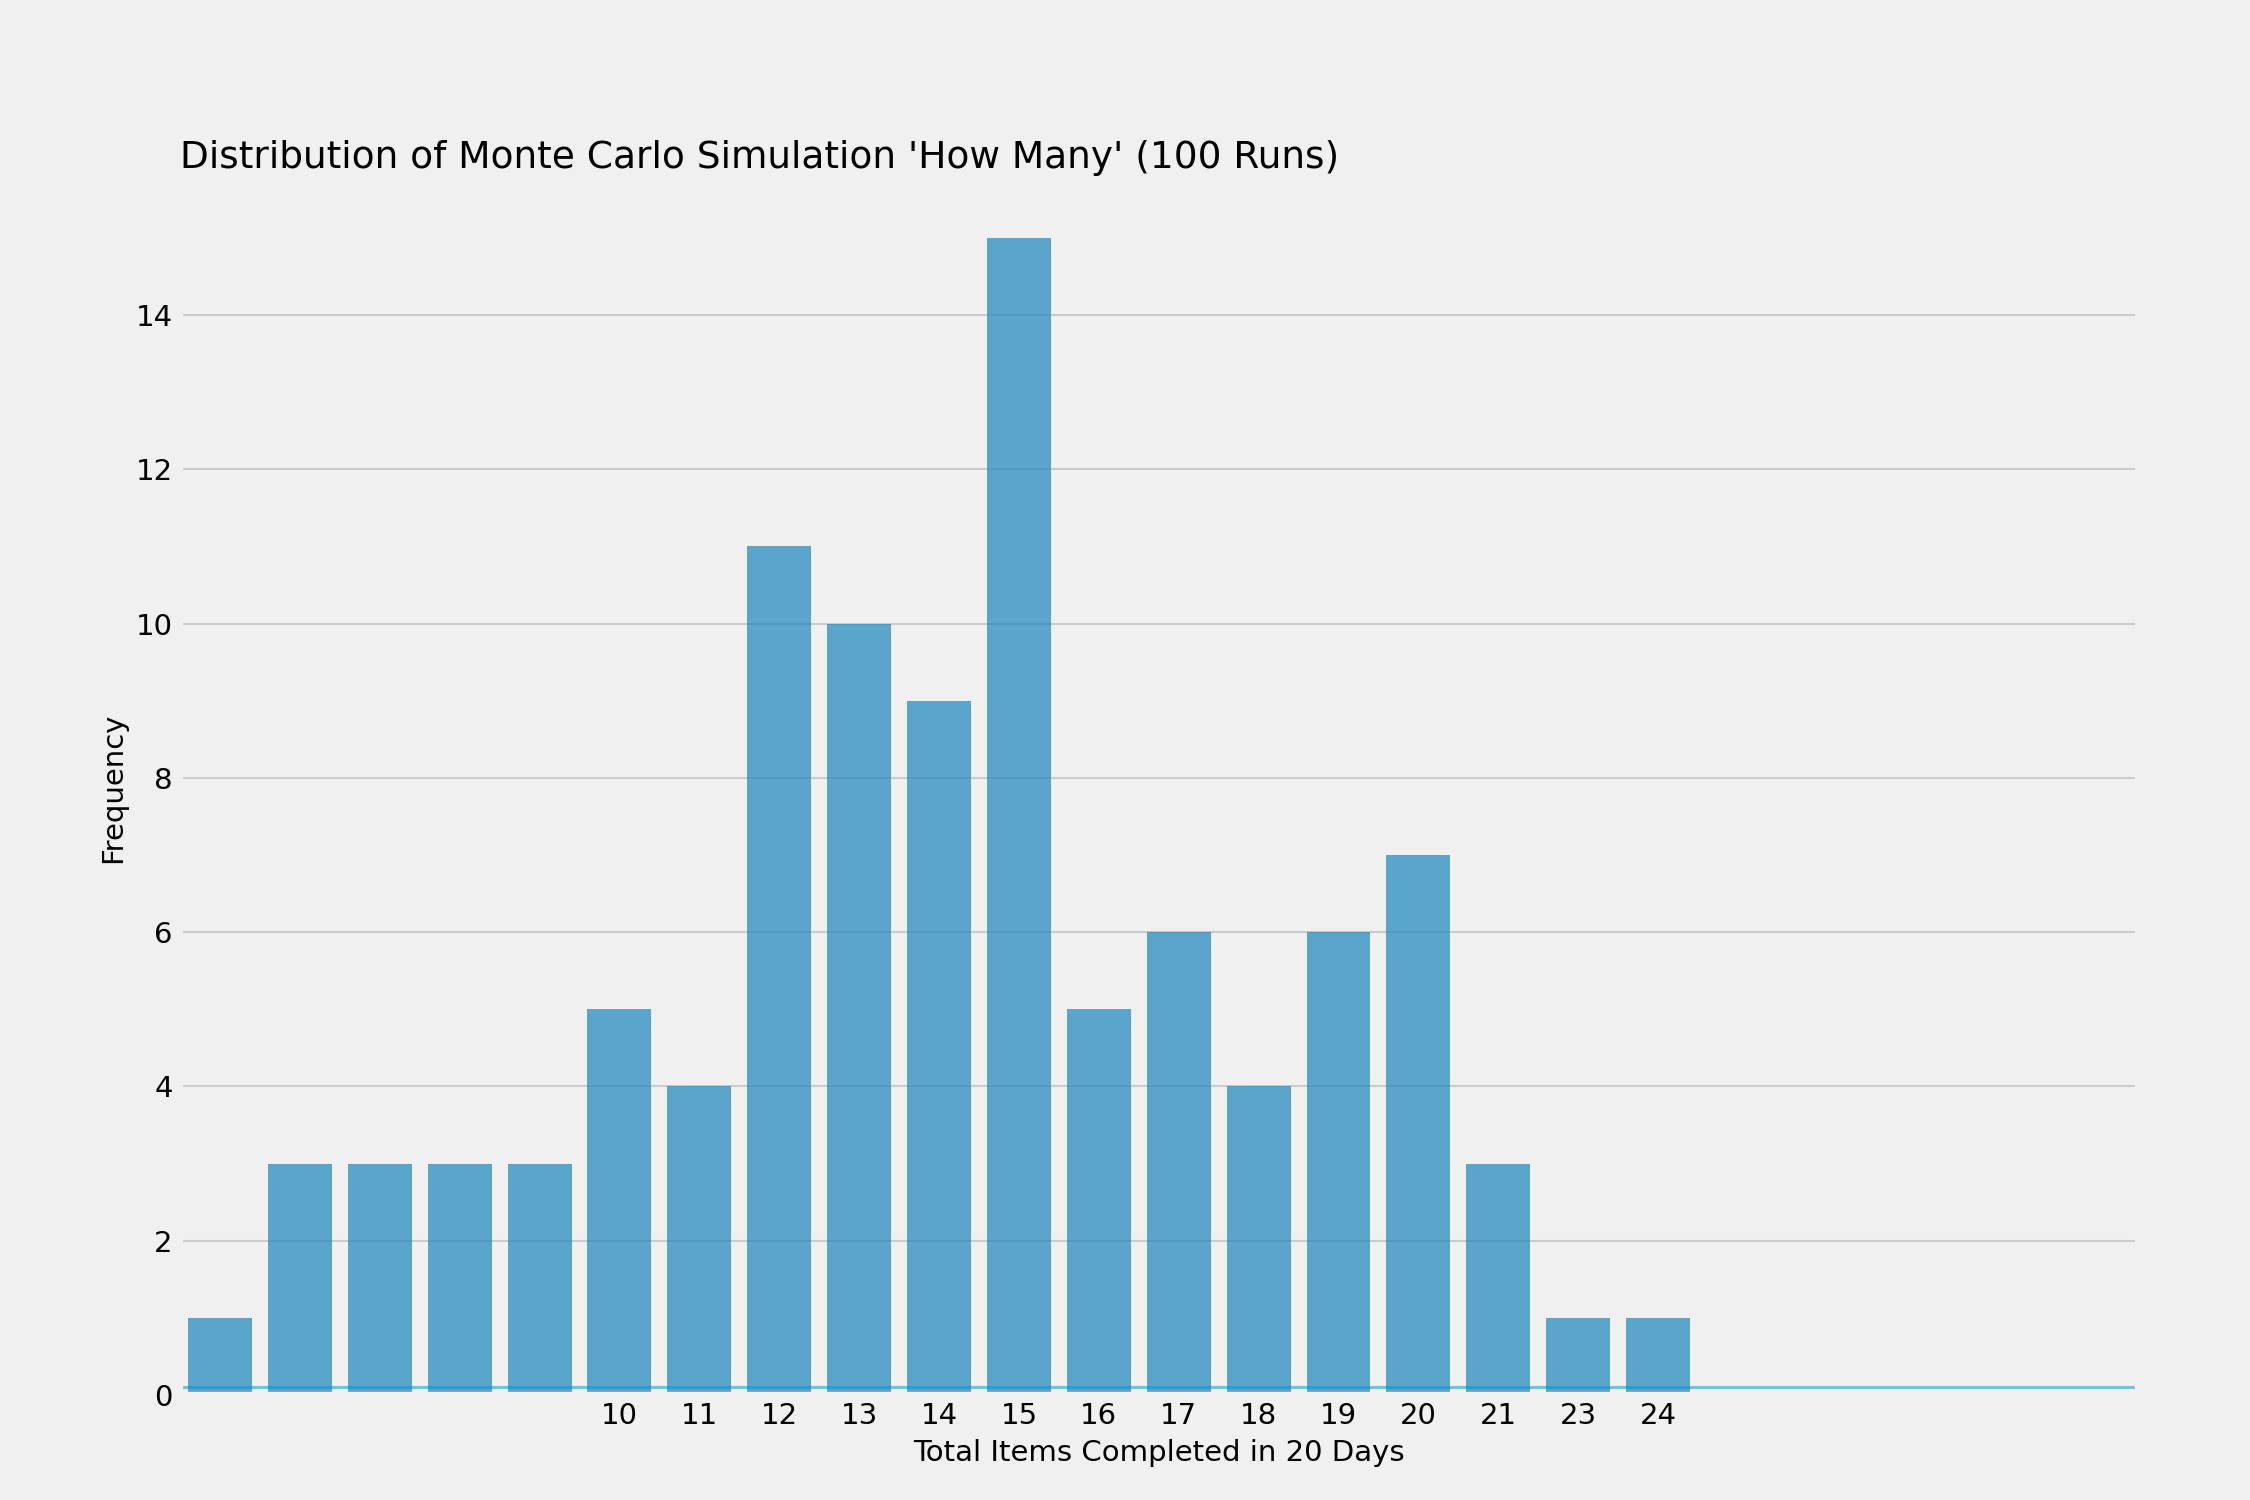 Distribution of Monte Carlo Simulation 'How Many' (100 Runs)
14
12
10
8
6
4
2
0
Frequency
10 11 12 13 14 15 16 17 18 19 20 21 23 24
Total Items Completed in 20 Days